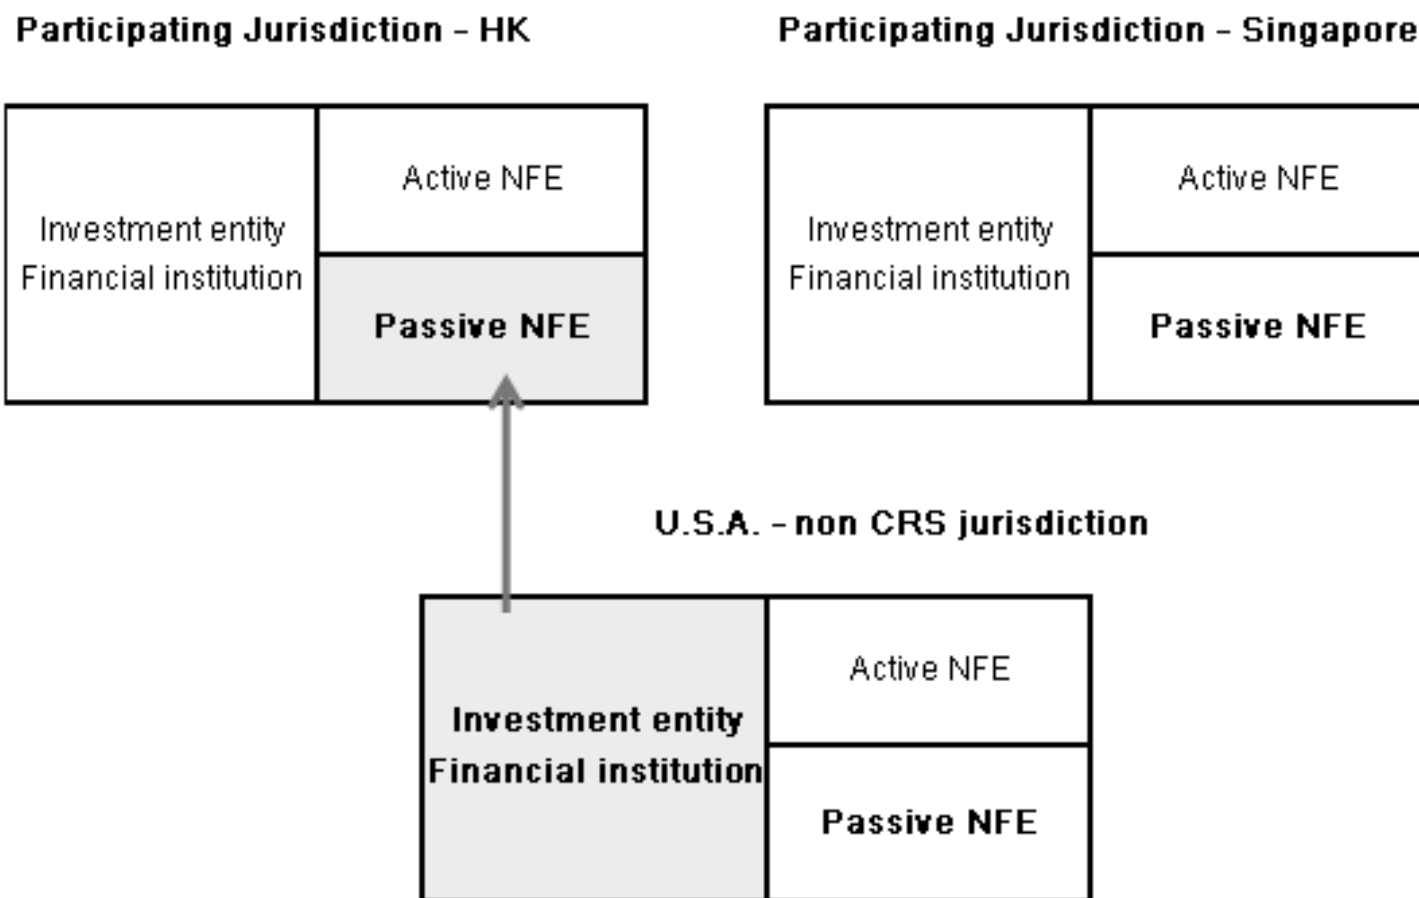 Participating Jurisdiction - HK
Participating Jurisdiction - Singapore
Investment entity
Financial institution
Active NFE
Passive NFE
Investment entity
Financial institution
Active NFE
Passive NFE
U.S.A. - non CRS jurisdiction
Investment entity
Financial institution
Active NFE
Passive NFE